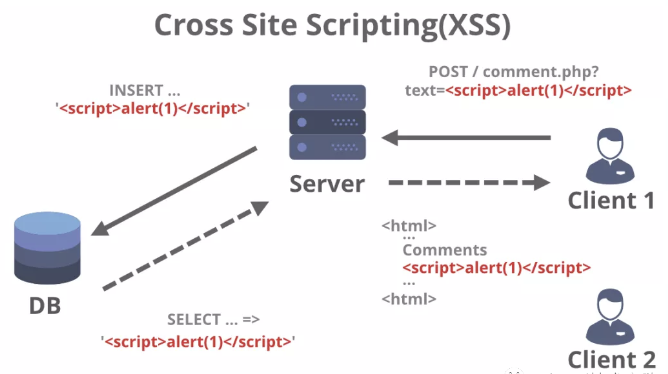 Cross Site Scripting(XSS)
INSERT ...
'<script>alert(1)</script>'
POST / comment.php?
text=<script>alert(1)</script>
Server
Client 1
DB
<html>
...
Comments
<script>alert(1)</script>
...
<html>
SELECT ... =>
'<script>alert(1)</script>'
Client 2